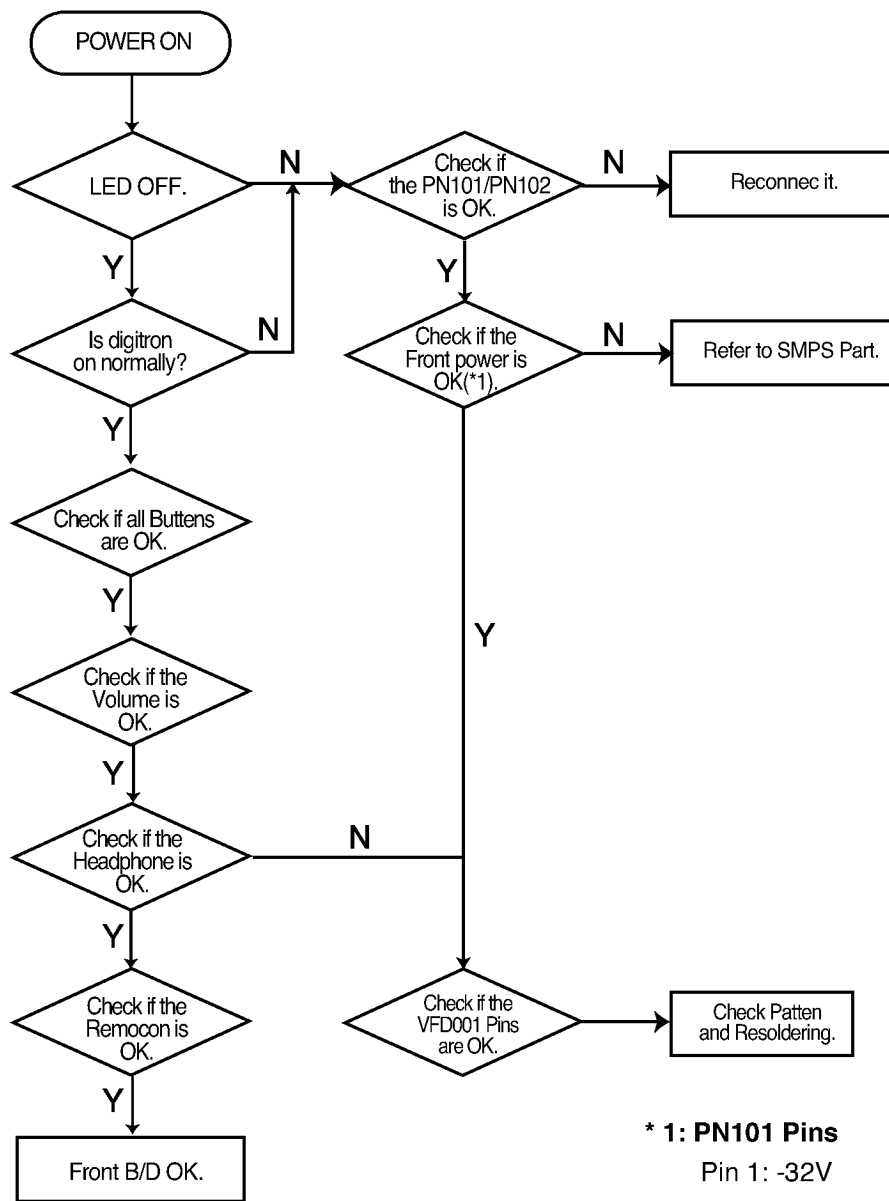 POWER ON
LED OFF.
N
Check if
the PN101/PN102
is OK.
N
Reconnec it.
Y
Y
Is digitron
on normally?
N
Check if the
Front power is
OK(*1).
N
Refer to SMPS Part.
Y
Check if all Buttens
are OK.
Y
Y
Check if the
Volume is
OK.
Y
Check if the
Headphone is
OK.
N
Y
Check if the
Remocon is
OK.
Check if the
VFD001 Pins
are OK.
Check Patten
and Resoldering.
Y
Front B/D OK.
* 1: PN101 Pins
Pin 1: -32V